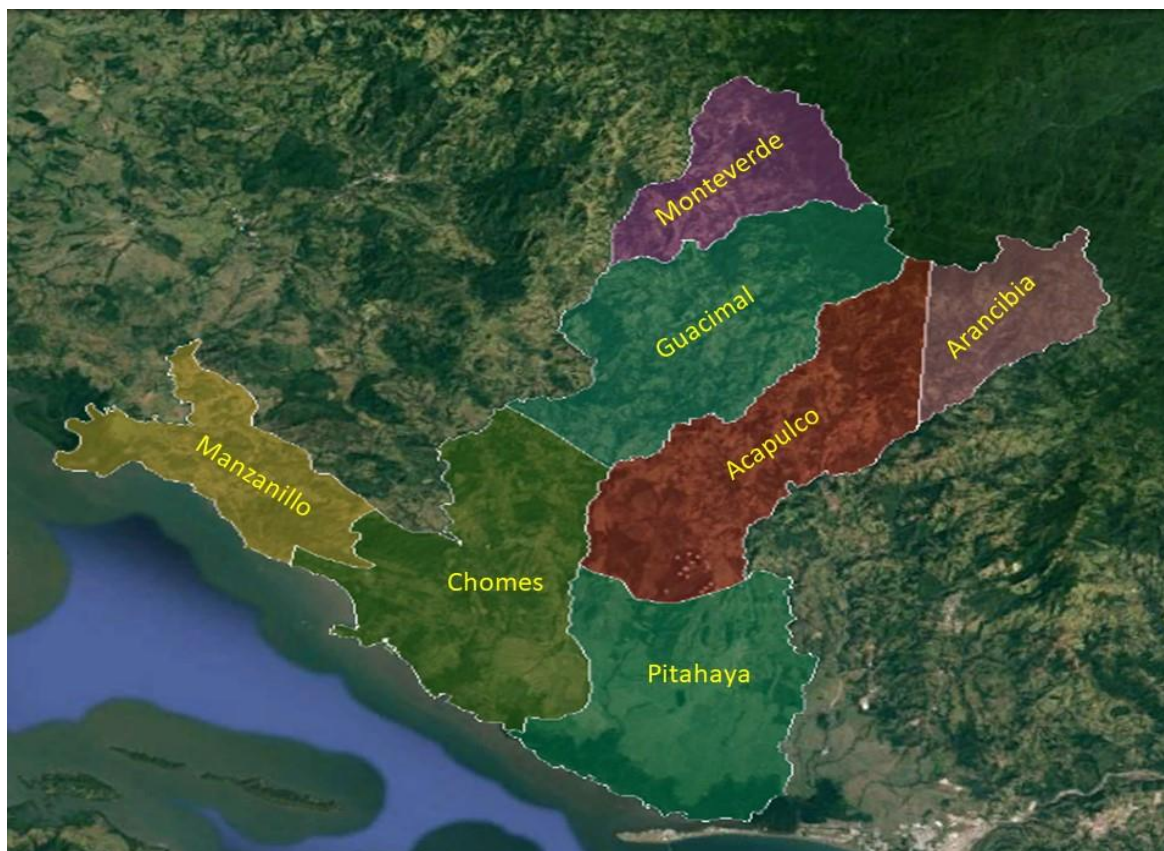 Monteverde
Guacimal
Arancibia
Acapulco
Manzanillo
Chomes
Pitahaya